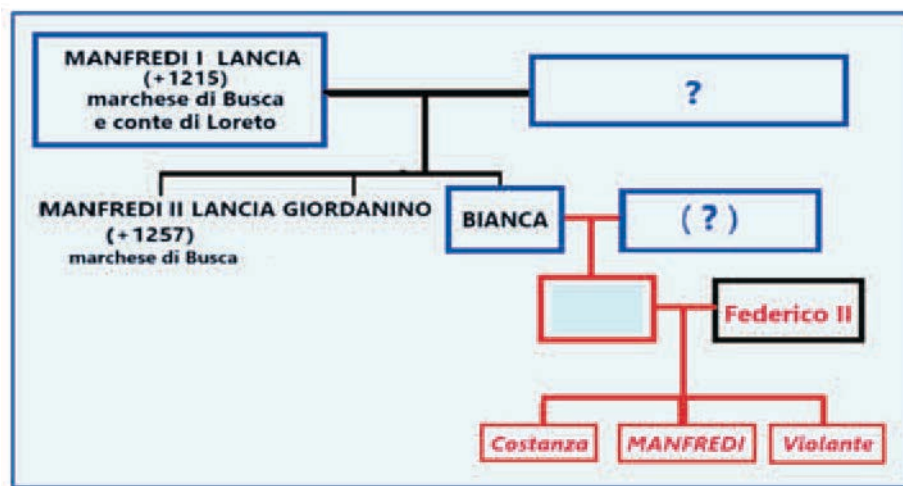 MANFREDI I LANCIA
(+1215)
marchese di Busca
e conte di Loreto
?
MANFREDI II LANCIA GIORDANINO
(+1257)
marchese di Busca
BIANCA
(?)
Federico II
Costanza
MANFREDI
Violante